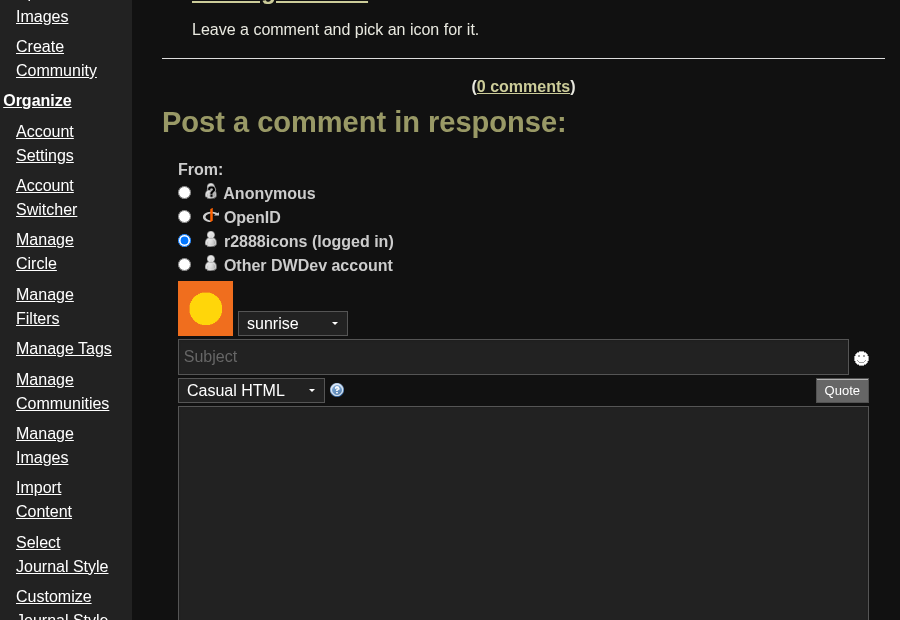 Images
Create
Community
Organize
Account
Settings
Account
Switcher
Manage
Circle
Manage
Filters
Manage Tags
Manage
Communities
Manage
Images
Import
Content
Select
Journal Style
Customize
Journal Style
Leave a comment and pick an icon for it.
(0 comments)
Post a comment in response:
From:
Anonymous
OpenID
r2888icons (logged in)
Other DWDev account
sunrise
Subject
Casual HTML
Quote